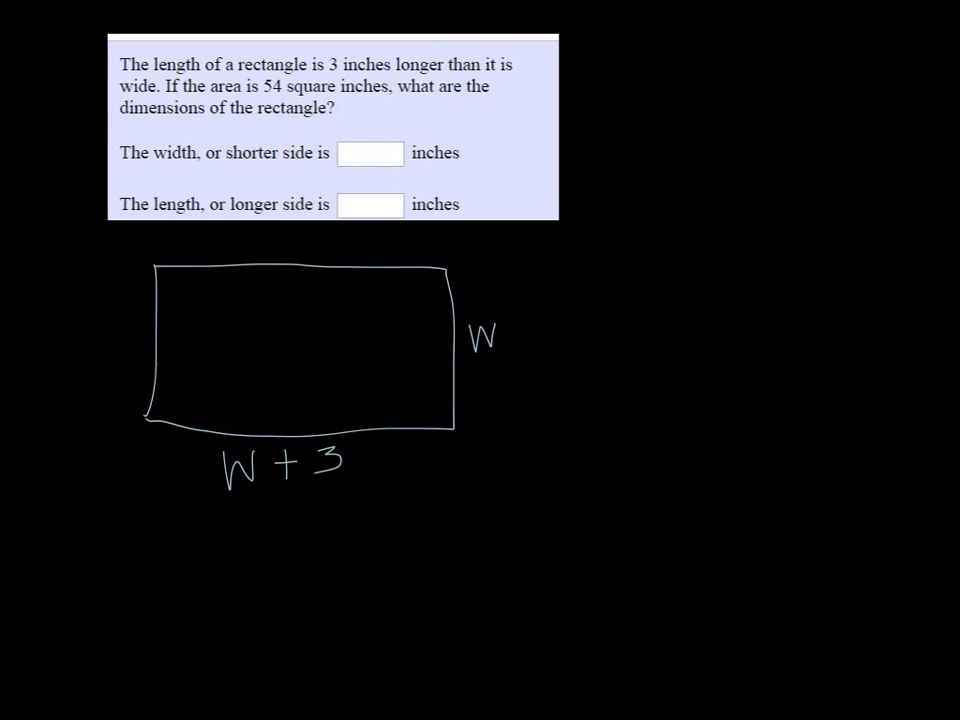 The length of a rectangle is 3 inches longer than it is
wide. If the area is 54 square inches, what are the
dimensions of the rectangle?
The width, or shorter side is inches
The length, or longer side is inches
W
W + 3